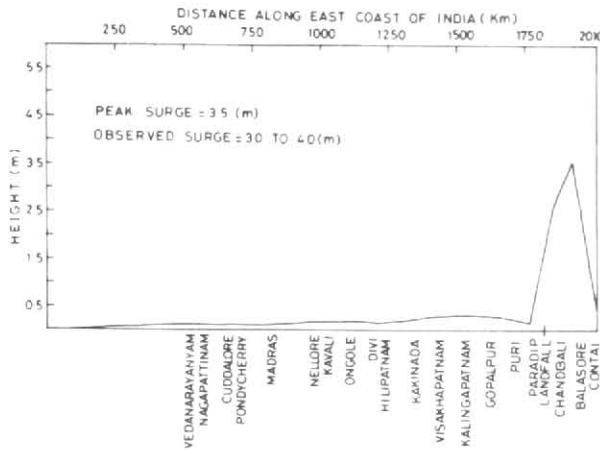 DISTANCE ALONG EAST COAST OF INDIA (Km)
250 500 750 1000 1250 1500 1750 2010
HEIGHT (m)
5.5
4.5
3.5
2.5
1.5
0.5
PEAK SURGE = 3.5 (m)
OBSERVED SURGE = 3.0 TO 4.0(m)
VEDANARAYANYAM
NAGAPATTINAM
CUDDALORE
PONDYCHERRY
MADRAS
NELLORE
KAVALI
ONGOLE
DIVI
HILIPATNAM
KAKINADA
VISAKHAPATNAM
KALINGAPATNAM
GOPALPUR
PURI
PARADIP
LANDFALL
CHANDBALI
BALASORE
CONTAI